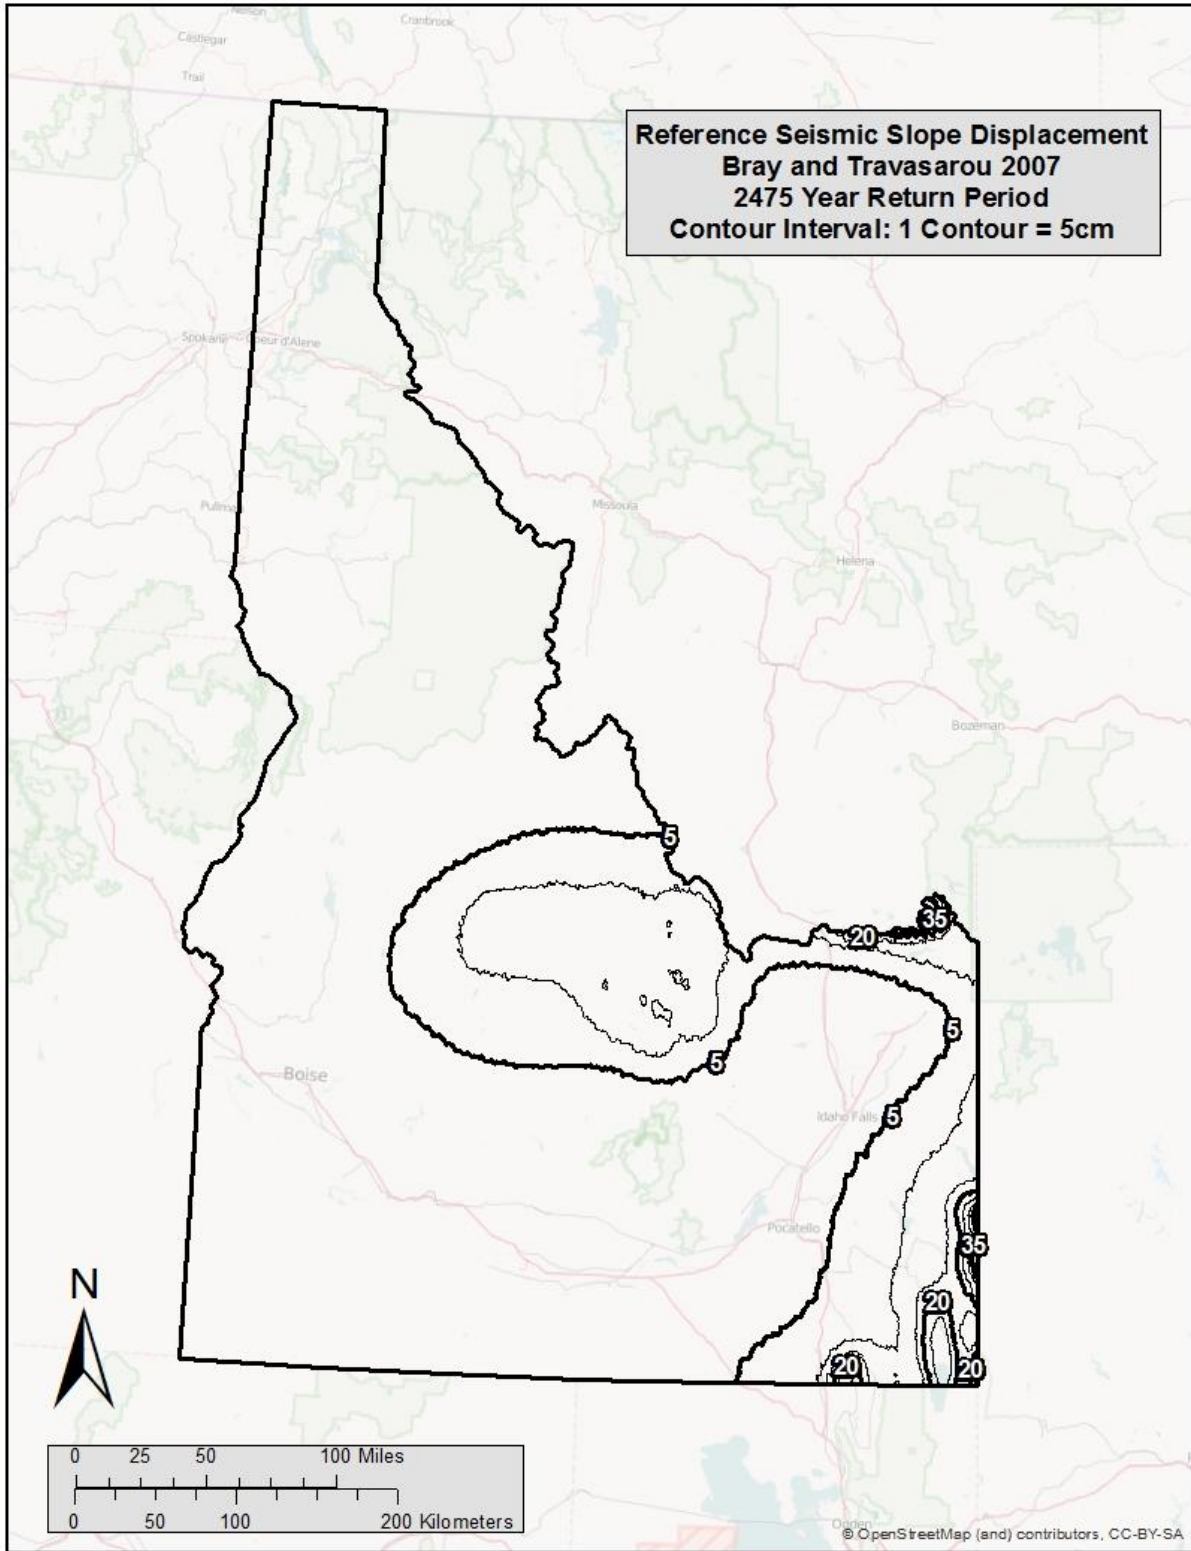 Nelson
Cranbrook
Castlegar
Trail
Reference Seismic Slope Displacement
Bray and Travasarou 2007
2475 Year Return Period
Contour Interval: 1 Contour = 5cm
Spokane
Coeur d'Alene
Missoula
Pullma
Helena
Bozeman
5
35
20
5
5
Boise
Idaho Falls
5
Pocatello
35
20
20
20
N
0 25 50 100 Miles
0 50 100 200 Kilometers
Ogden
© OpenStreetMap (and) contributors, CC-BY-SA